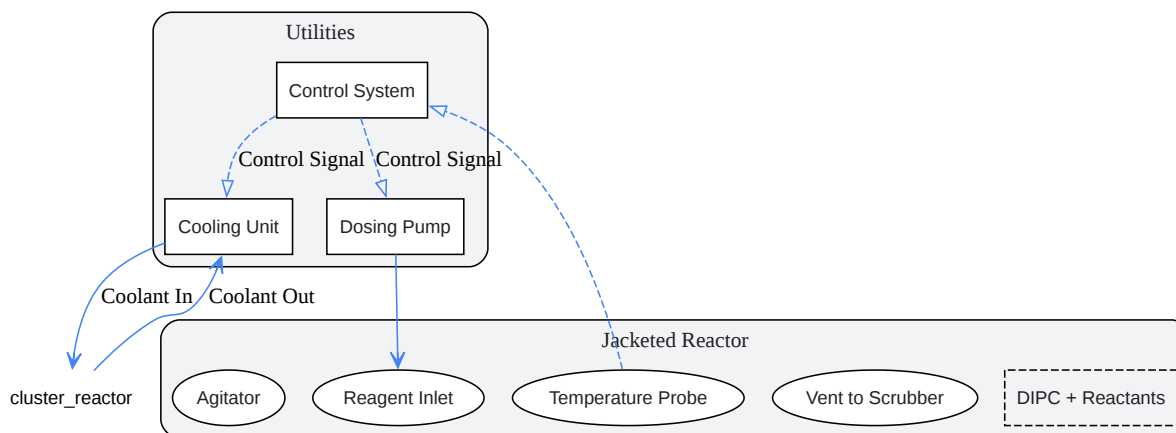 Utilities
Control System
Control Signal
Control Signal
Cooling Unit
Dosing Pump
Coolant In
Coolant Out
Jacketed Reactor
cluster_reactor
Agitator
Reagent Inlet
Temperature Probe
Vent to Scrubber
DIPC + Reactants